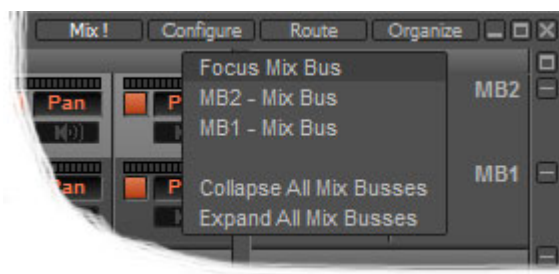 Mix ! Configure Route Organize
Focus Mix Bus
MB2 - Mix Bus
MB1 - Mix Bus
Collapse All Mix Busses
Expand All Mix Busses
Pan P MB2
Pan P MB1